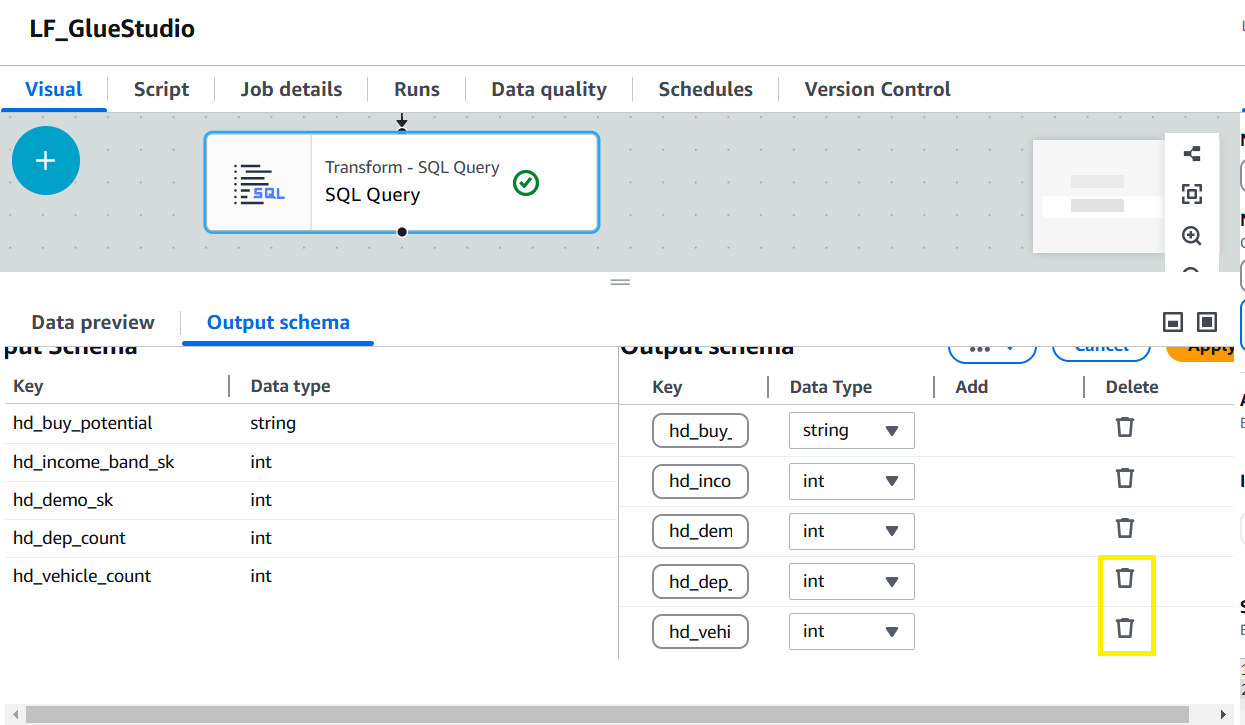 LF_GlueStudio
Visual
Script
Job details
Runs
Data quality
Schedules
Version Control
SQL
Transform - SQL Query
SQL Query
Data preview
Output schema
put Schema
Output schema
Cancel
Apply
Key
Data type
hd_buy_potential
string
hd_income_band_sk
int
hd_demo_sk
int
hd_dep_count
int
hd_vehicle_count
int
Key
Data Type
Add
Delete
hd_buy_
string
hd_inco
int
hd_dem
int
hd_dep_
int
hd_vehi
int